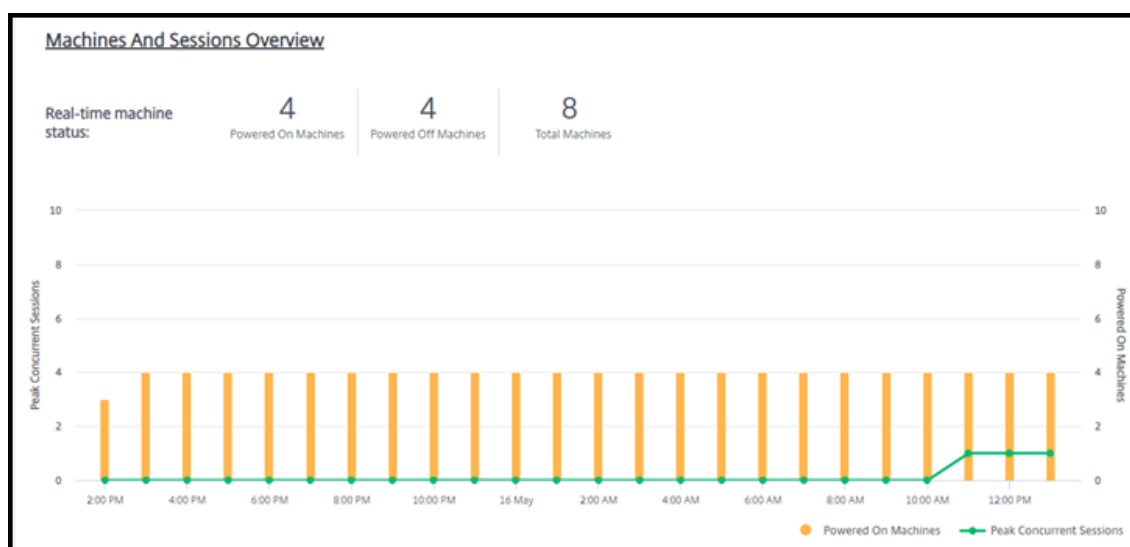 Machines And Sessions Overview
Real-time machine
status:
4
Powered On Machines
4
Powered Off Machines
8
Total Machines
10
8
6
4
2
0
Peak Concurrent Sessions
10
8
6
4
2
0
Powered On Machines
2:00 PM 4:00 PM 6:00 PM 8:00 PM 10:00 PM 16 May 2:00 AM 4:00 AM 6:00 AM 8:00 AM 10:00 AM 12:00 PM
Powered On Machines Peak Concurrent Sessions